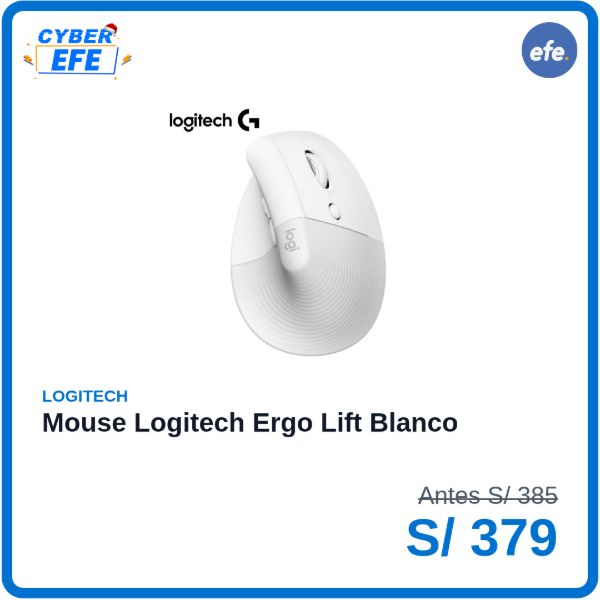 CYBER
EFE
efe.
logitech G
logi
LOGITECH
Mouse Logitech Ergo Lift Blanco
Antes S/ 385
S/ 379